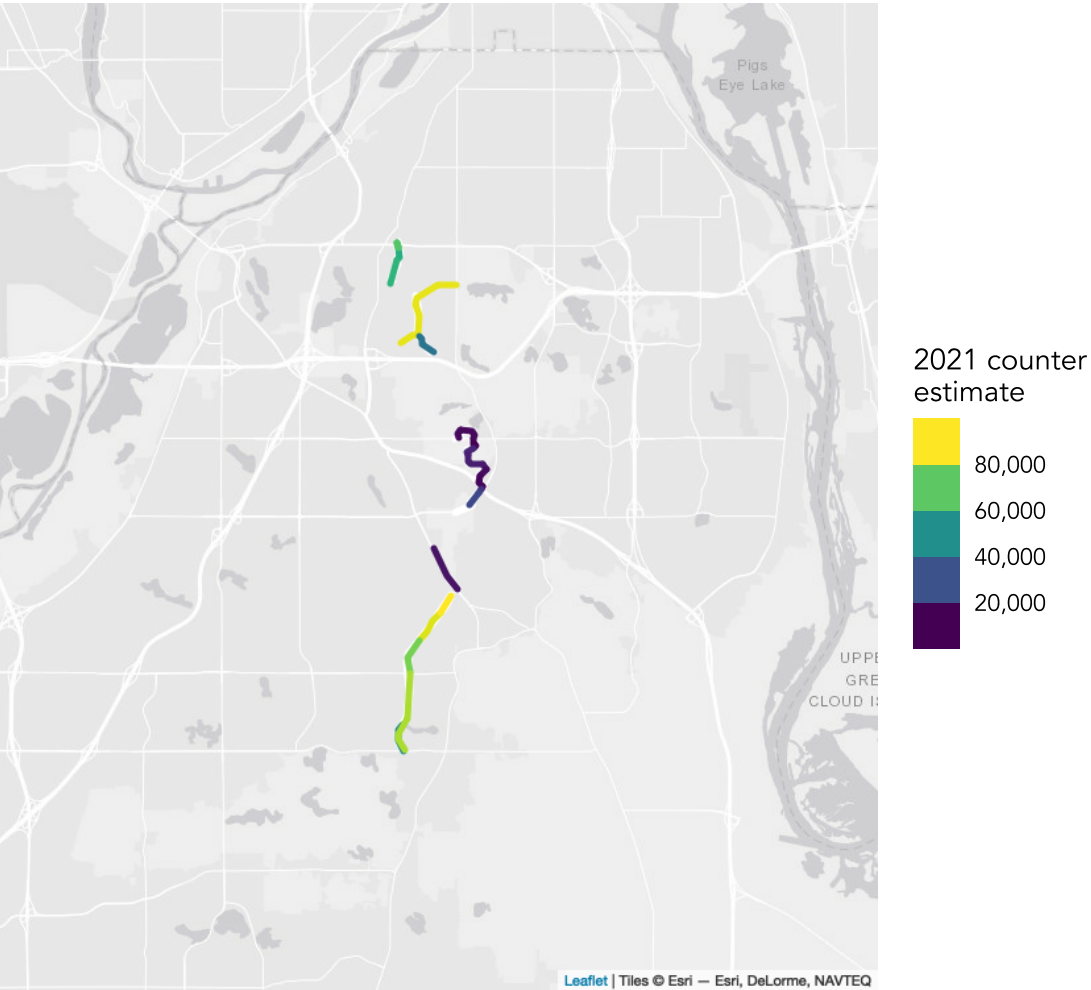 Pigs
Eye Lake
2021 counter
estimate
80,000
60,000
40,000
20,000
UPPE
GRE
CLOUD IS
Leaflet | Tiles © Esri — Esri, DeLorme, NAVTEQ